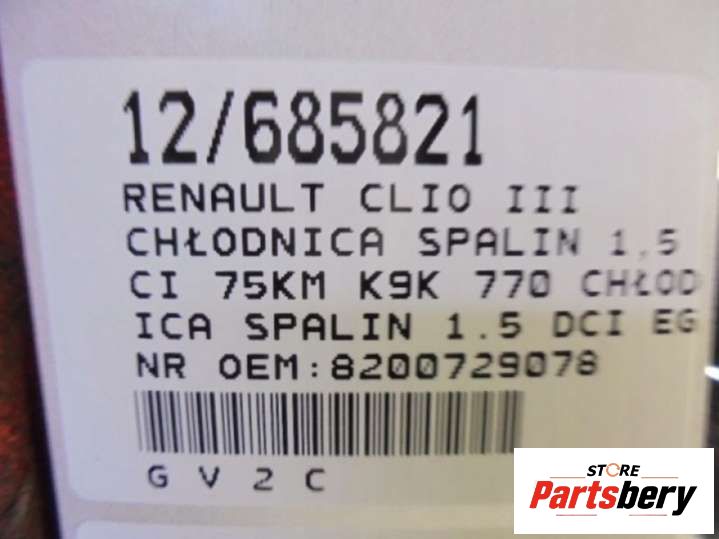 12/685821
RENAULT CLIO III
CHŁODNICA SPALIN 1.5
CI 75KM K9K 770 CHŁOD
ICA SPALIN 1.5 DCI EG
NR OEM:8200729078
G V 2 C
STORE
Partsbery